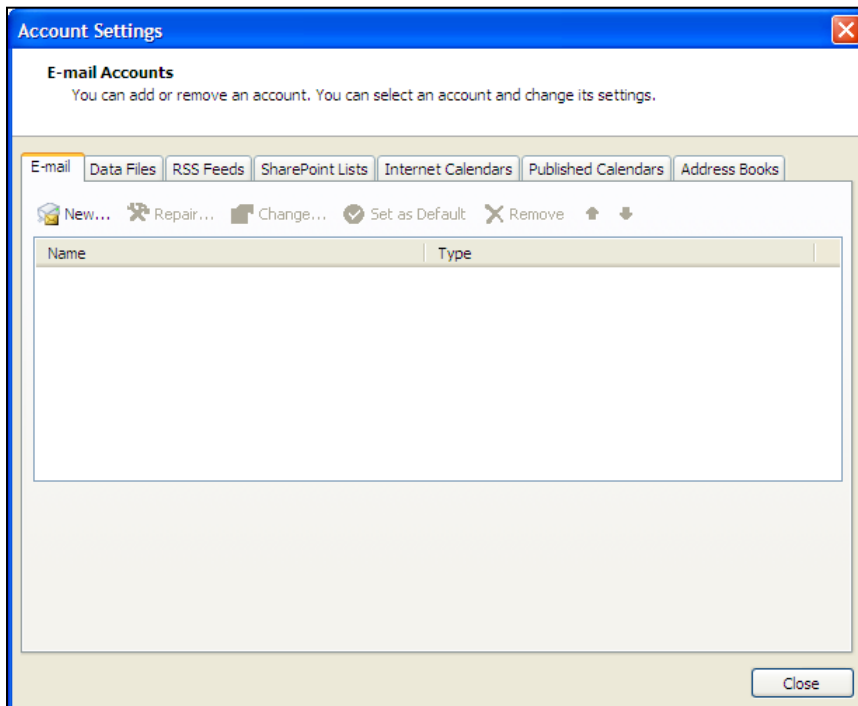 Account Settings
E-mail Accounts
You can add or remove an account. You can select an account and change its settings.
E-mail Data Files RSS Feeds SharePoint Lists Internet Calendars Published Calendars Address Books
New... Repair... Change... Set as Default Remove
Name Type
Close